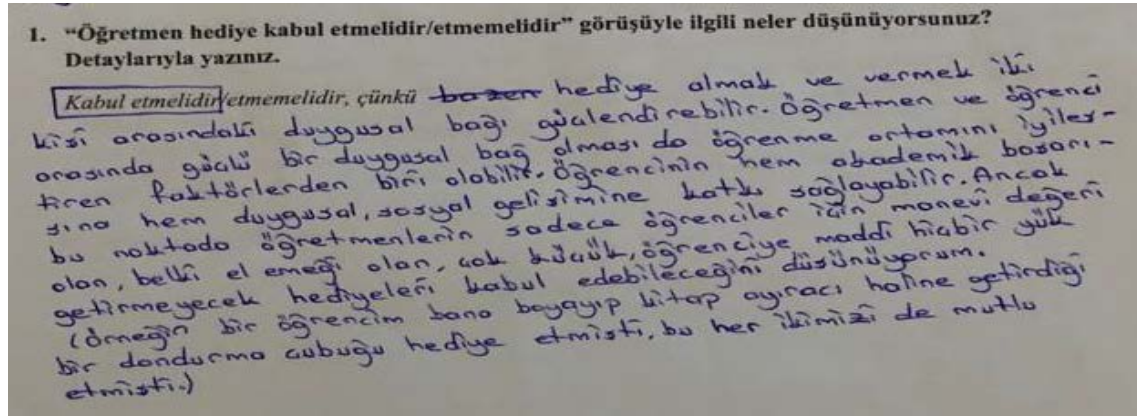 1. “Öğretmen hediye kabul etmelidir/etmemelidir” görüşüyle ilgili neler düşünüyorsunuz?
Detaylarıyla yazınız.
Kabul etmelidir/etmemelidir, çünkü bazen hediye almak ve vermek iki
kişi arasındaki duygusal bağı güçlendirebilir. Öğretmen ve öğrenci
arasında güçlü bir duygusal bağ olması da öğrenme ortamını iyileş-
tiren faktörlerden biri olabilir. Öğrencinin hem akademik başarı-
sına hem duygusal, sosyal gelişimine katkı sağlayabilir. Ancak
bu noktada öğretmenlerin sadece öğrenciler için manevi değeri
olan, belki el emeği olan, çok küçük, öğrenciye maddi hiçbir yük
getirmeyecek hediyeleri kabul edebileceğini düşünüyorum.
(Örneğin bir öğrencim bana boyayıp kitap ayıracı haline getirdiği
bir dondurma çubuğu hediye etmişti, bu her ikimizi de mutlu
etmişti.)